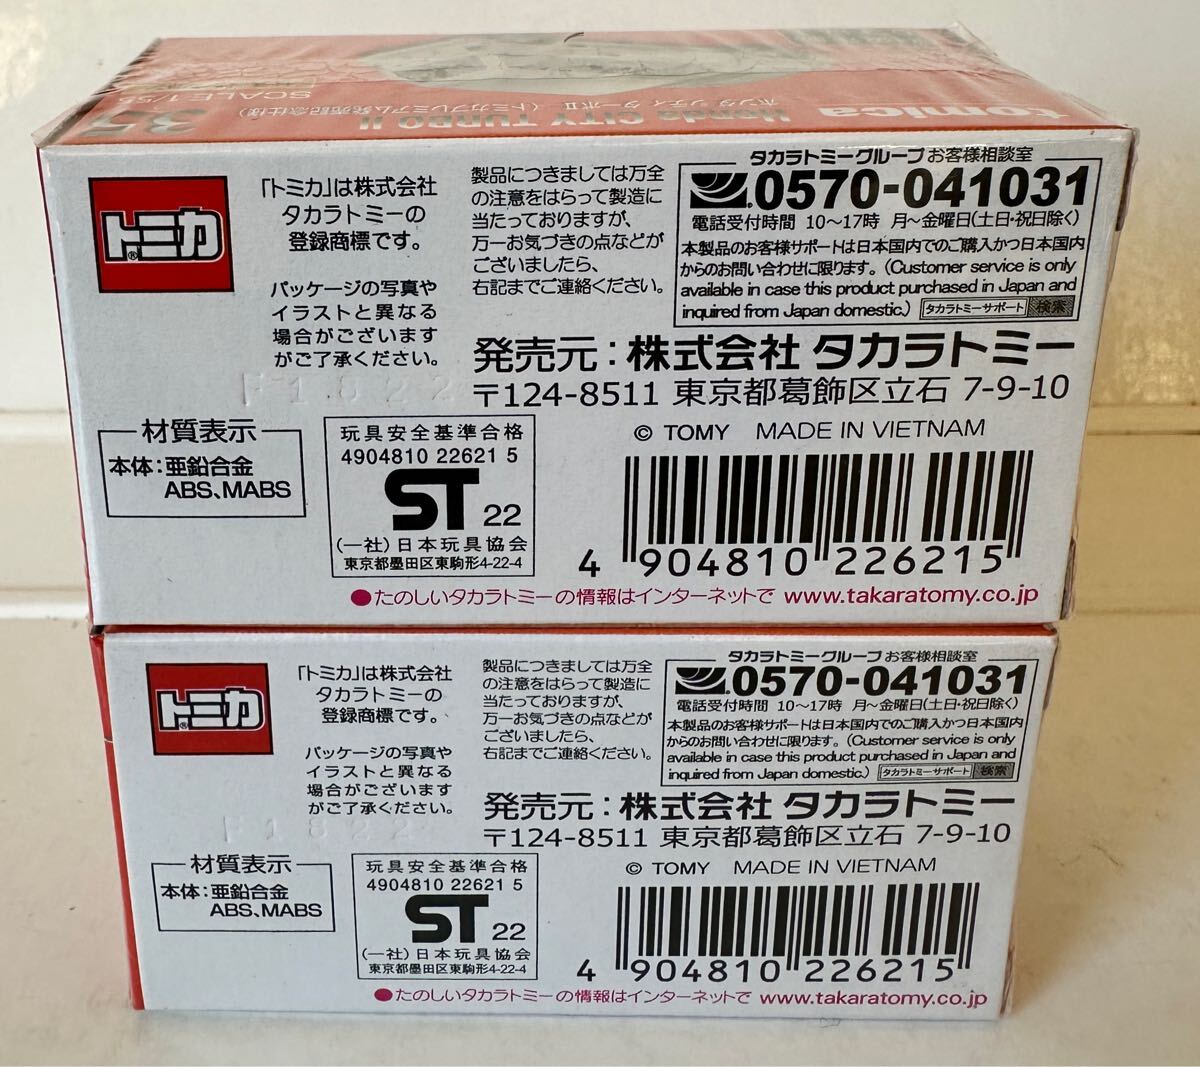 tomica
Honda CITY TURBO II
ホンダ シティ ターボⅡ (トミカプレミアム発売記念仕様)
35
SCALE 1/56
トミカ®
「トミカ」は株式会社
タカラトミーの
登録商標です。
パッケージの写真や
イラストと異なる
場合がございます
がご了承ください。
製品につきましては万全
の注意をはらって製造に
当たっておりますが、
万一お気づきの点などが
ございましたら、
右記までご連絡ください。
タカラトミーグループお客様相談室
0570-041031
電話受付時間 10〜17時 月〜金曜日(土日・祝日除く)
本製品のお客様サポートは日本国内でのご購入かつ日本国内
からのお問い合わせに限ります。(Customer service is only
available in case this product purchased in Japan and
inquired from Japan domestic.) タカラトミーサポート 検索
発売元:株式会社 タカラトミー
〒124-8511 東京都葛飾区立石 7-9-10
F1822
材質表示
本体:亜鉛合金
ABS、MABS
玩具安全基準合格
4904810 22621 5
ST 22
(一社)日本玩具協会
東京都墨田区東駒形4-22-4
© TOMY MADE IN VIETNAM
4 904810 226215
●たのしいタカラトミーの情報はインターネットで www.takaratomy.co.jp
トミカ®
「トミカ」は株式会社
タカラトミーの
登録商標です。
パッケージの写真や
イラストと異なる
場合がございます
がご了承ください。
製品につきましては万全
の注意をはらって製造に
当たっておりますが、
万一お気づきの点などが
ございましたら、
右記までご連絡ください。
タカラトミーグループお客様相談室
0570-041031
電話受付時間 10〜17時 月〜金曜日(土日・祝日除く)
本製品のお客様サポートは日本国内でのご購入かつ日本国内
からのお問い合わせに限ります。(Customer service is only
available in case this product purchased in Japan and
inquired from Japan domestic.) タカラトミーサポート 検索
発売元:株式会社 タカラトミー
〒124-8511 東京都葛飾区立石 7-9-10
F1822
材質表示
本体:亜鉛合金
ABS、MABS
玩具安全基準合格
4904810 22621 5
ST 22
(一社)日本玩具協会
東京都墨田区東駒形4-22-4
© TOMY MADE IN VIETNAM
4 904810 226215
●たのしいタカラトミーの情報はインターネットで www.takaratomy.co.jp